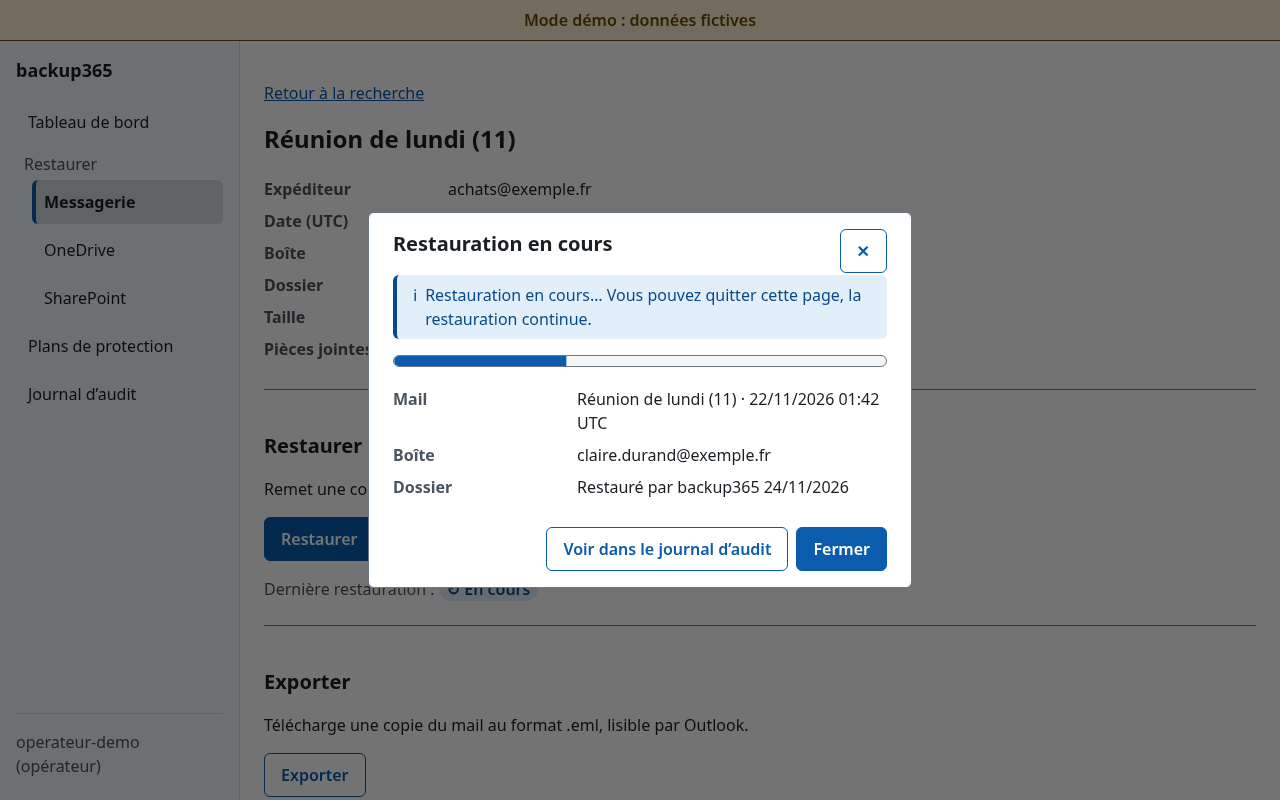 Mode démo : données fictives
backup365
Tableau de bord
Restaurer
Messagerie
OneDrive
SharePoint
Plans de protection
Journal d’audit
operateur-demo
(opérateur)
Retour à la recherche
Réunion de lundi (11)
Expéditeur achats@exemple.fr
Date (UTC)
Boîte
Dossier
Taille
Pièces jointes
Restaurer
Remet une co
Restaurer
Dernière restauration : En cours
Exporter
Télécharge une copie du mail au format .eml, lisible par Outlook.
Exporter
Restauration en cours
×
i Restauration en cours… Vous pouvez quitter cette page, la
restauration continue.
Mail Réunion de lundi (11) · 22/11/2026 01:42
UTC
Boîte claire.durand@exemple.fr
Dossier Restauré par backup365 24/11/2026
Voir dans le journal d’audit
Fermer